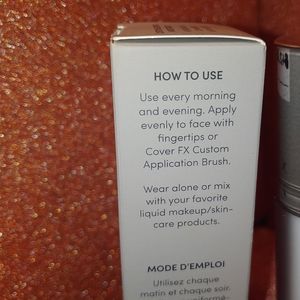 HOW TO USE
Use every morning
and evening. Apply
evenly to face with
fingertips or
Cover FX Custom
Application Brush.
Wear alone or mix
with your favorite
liquid makeup/skin-
care products.
MODE D'EMPLOI
Utilisez chaque
matin et chaque soir.